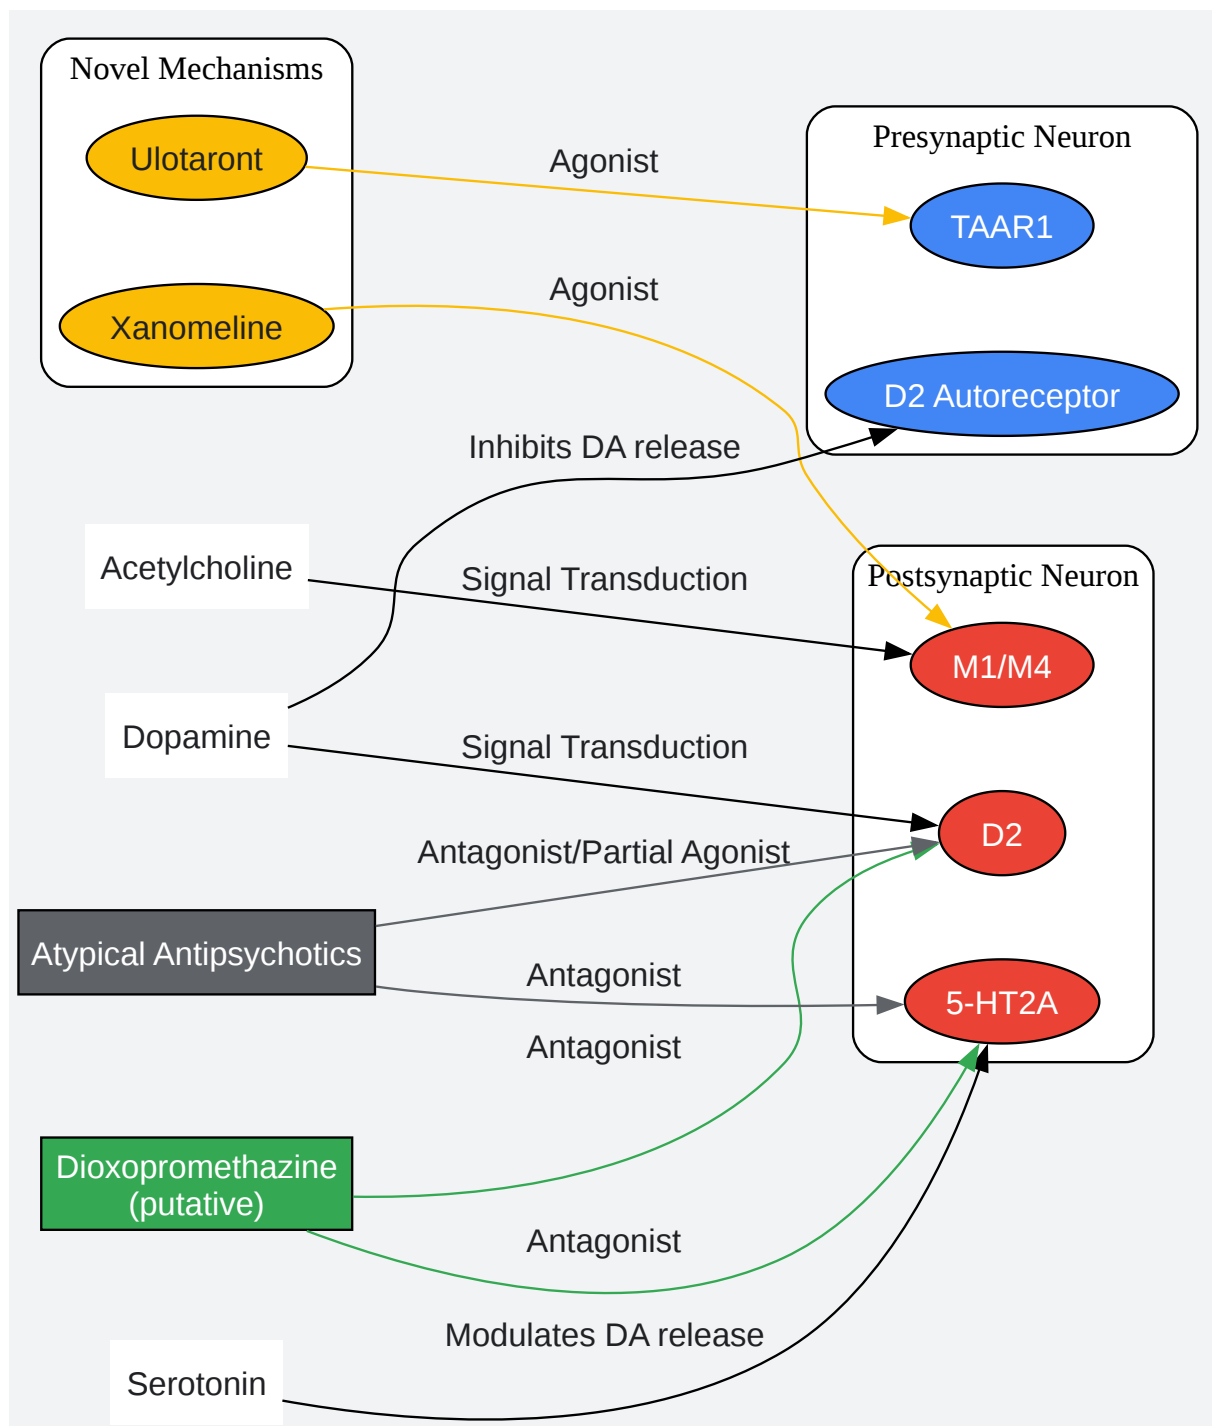 Novel Mechanisms
Ulotaront
Xanomeline
Agonist
Agonist
Presynaptic Neuron
TAAR1
D2 Autoreceptor
Inhibits DA release
Acetylcholine
Signal Transduction
Dopamine
Signal Transduction
Postsynaptic Neuron
M1/M4
D2
5-HT2A
Antagonist/Partial Agonist
Atypical Antipsychotics
Antagonist
Antagonist
Dioxopromethazine
(putative)
Antagonist
Modulates DA release
Serotonin